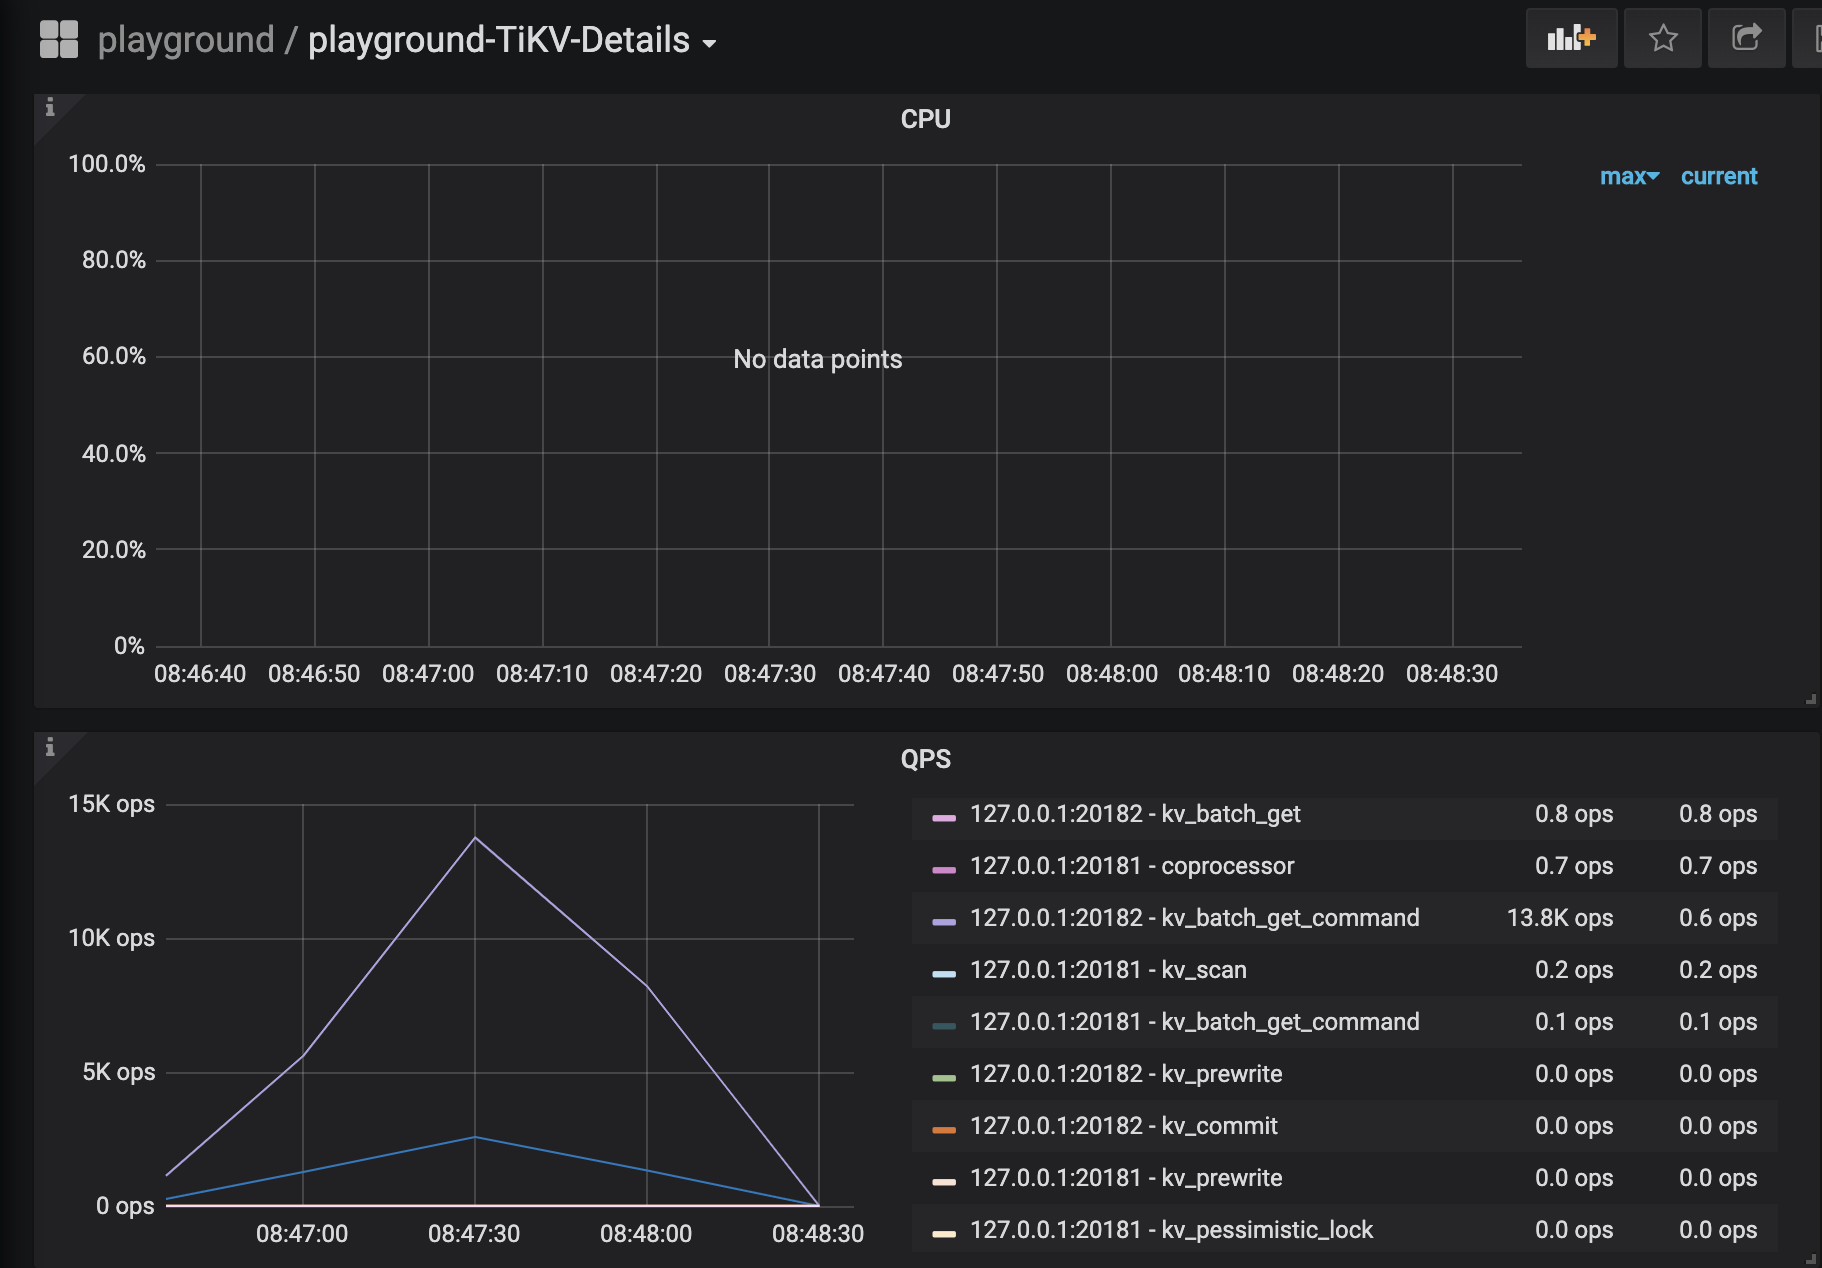 playground / playground-TiKV-Details
CPU
max current
100.0%
80.0%
60.0%
No data points
40.0%
20.0%
0%
08:46:40 08:46:50 08:47:00 08:47:10 08:47:20 08:47:30 08:47:40 08:47:50 08:48:00 08:48:10 08:48:20 08:48:30
QPS
15K ops
10K ops
5K ops
0 ops
08:47:00 08:47:30 08:48:00 08:48:30
127.0.0.1:20182 - kv_batch_get 0.8 ops 0.8 ops
127.0.0.1:20181 - coprocessor 0.7 ops 0.7 ops
127.0.0.1:20182 - kv_batch_get_command 13.8K ops 0.6 ops
127.0.0.1:20181 - kv_scan 0.2 ops 0.2 ops
127.0.0.1:20181 - kv_batch_get_command 0.1 ops 0.1 ops
127.0.0.1:20182 - kv_prewrite 0.0 ops 0.0 ops
127.0.0.1:20182 - kv_commit 0.0 ops 0.0 ops
127.0.0.1:20181 - kv_prewrite 0.0 ops 0.0 ops
127.0.0.1:20181 - kv_pessimistic_lock 0.0 ops 0.0 ops